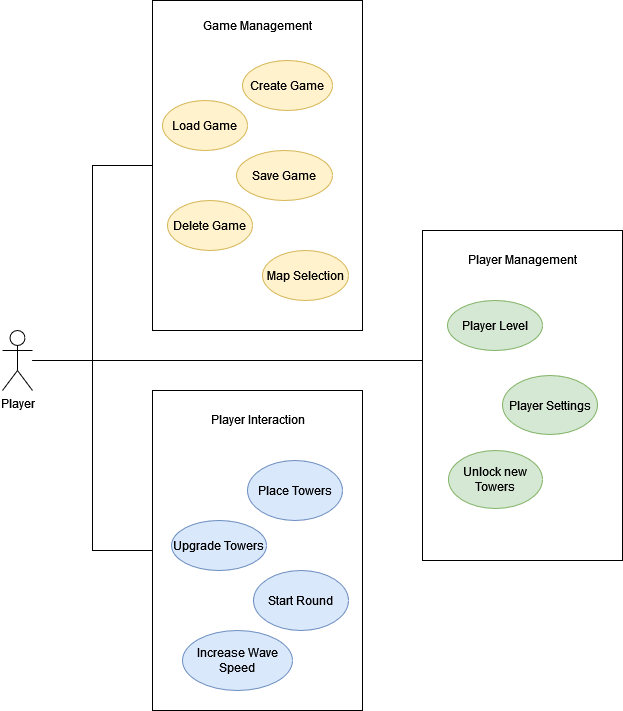 Game Management
Create Game
Load Game
Save Game
Delete Game
Map Selection
Player Management
Player Level
Player Settings
Unlock new
Towers
Player
Player Interaction
Place Towers
Upgrade Towers
Start Round
Increase Wave
Speed